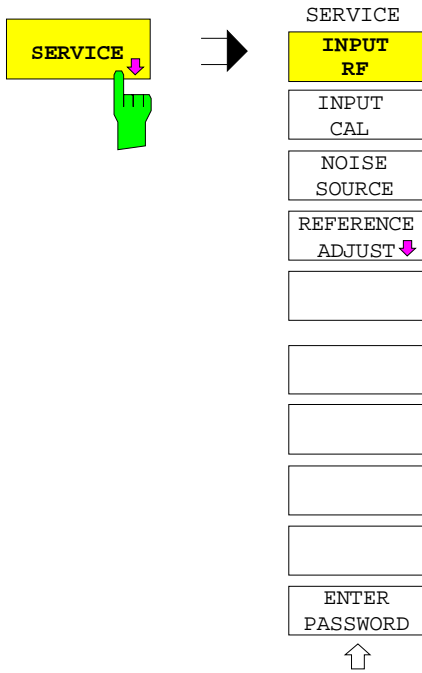 SERVICE
SERVICE
INPUT
RF
INPUT
CAL
NOISE
SOURCE
REFERENCE
ADJUST
ENTER
PASSWORD